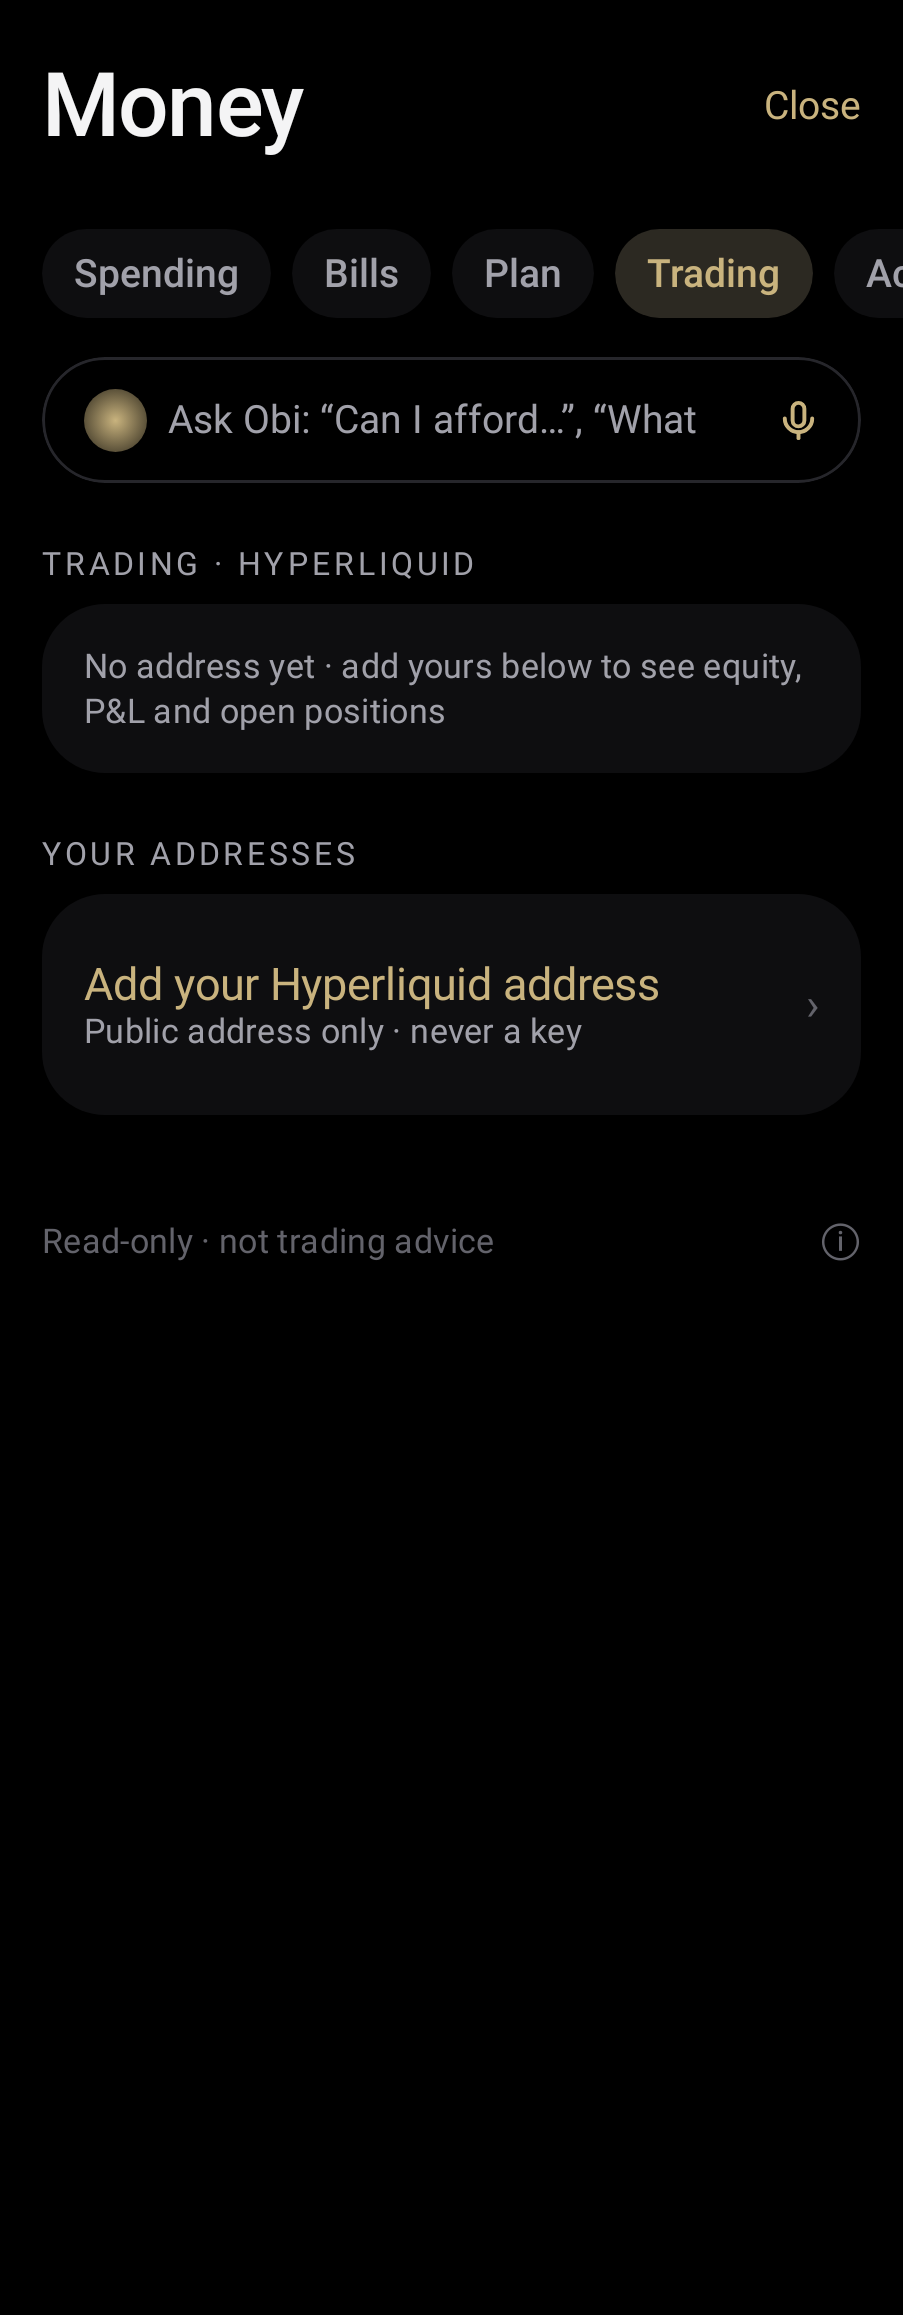 Money
Close
Spending
Bills
Plan
Trading
Ac
Ask Obi: “Can I afford…”, “What
TRADING · HYPERLIQUID
No address yet · add yours below to see equity,
P&L and open positions
YOUR ADDRESSES
Add your Hyperliquid address
Public address only · never a key
Read-only · not trading advice